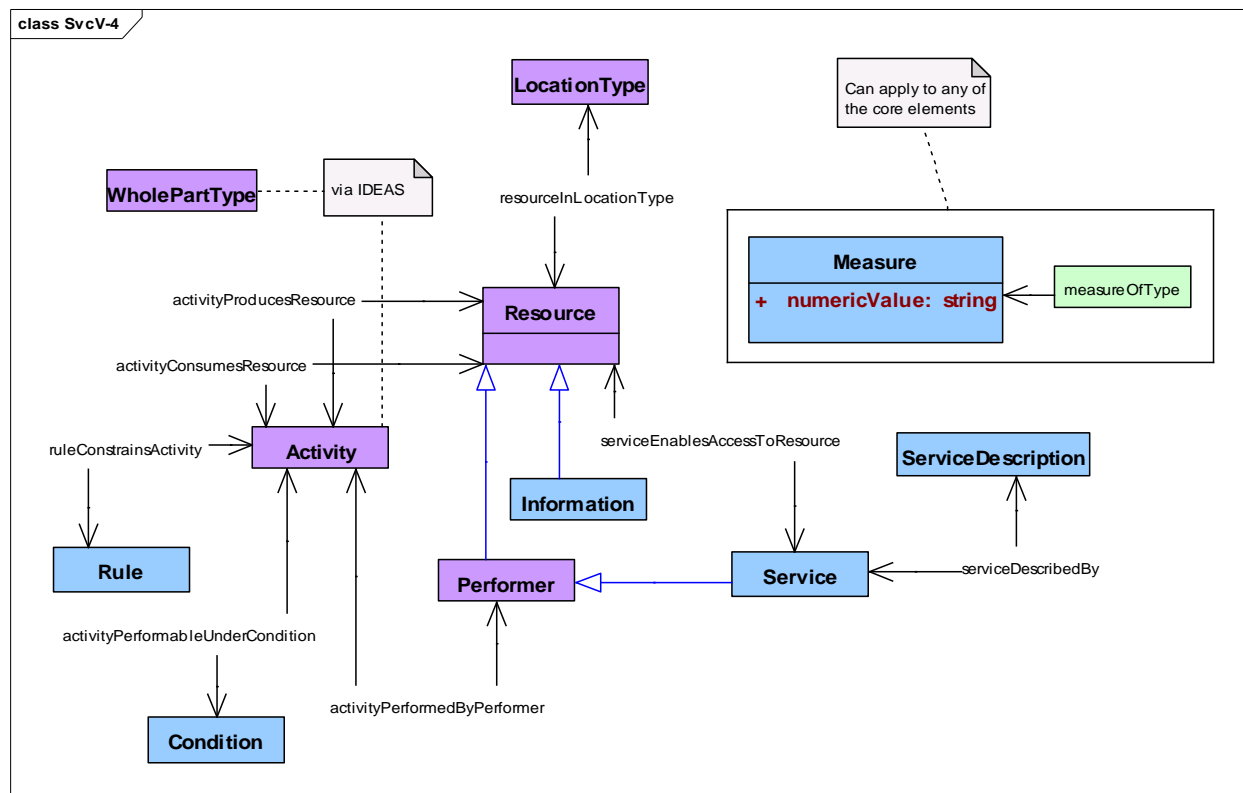 class SvcV-4
LocationType
Can apply to any of
the core elements
WholePartType
via IDEAS
resourceInLocationType
Measure
+ numericValue: string
measureOfType
activityProducesResource
Resource
activityConsumesResource
ruleConstrainsActivity
Activity
serviceEnablesAccessToResource
ServiceDescription
Information
Rule
Performer
Service
serviceDescribedBy
activityPerformableUnderCondition
activityPerformedByPerformer
Condition